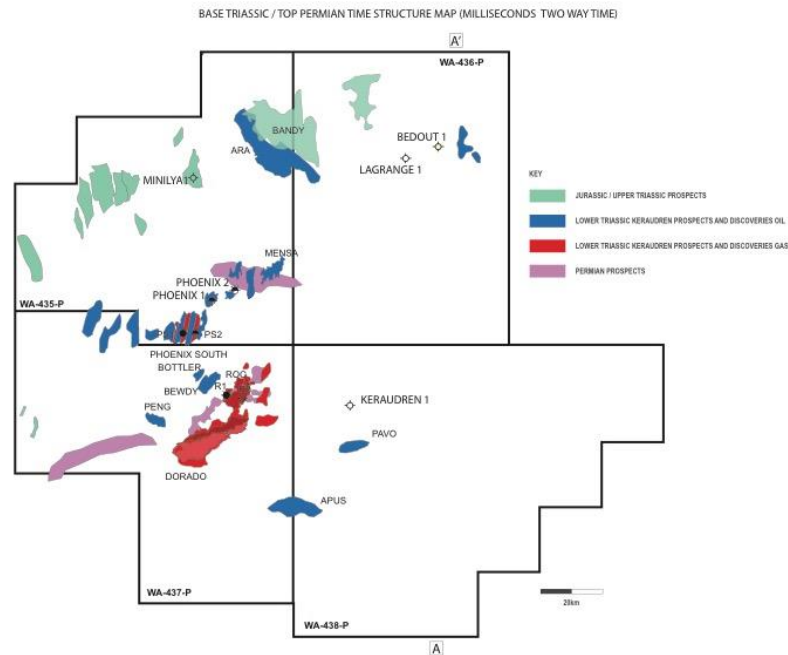 BASE TRIASSIC / TOP PERMIAN TIME STRUCTURE MAP (MILLISECONDS TWO WAY TIME)
A'
WA-436-P
BANDY
ARA
BEDOUT 1
LAGRANGE 1
MINILYA1
KEY
JURASSIC / UPPER TRIASSIC PROSPECTS
LOWER TRIASSIC KERAUDREN PROSPECTS AND DISCOVERIES OIL
LOWER TRIASSIC KERAUDREN PROSPECTS AND DISCOVERIES GAS
PERMIAN PROSPECTS
MENSA
PHOENIX 2
PHOENIX 1
WA-435-P
PS2
PHOENIX SOUTH
BOTTLER
ROC
R1
BEWDY
PENG
KERAUDREN 1
PAVO
DORADO
APUS
20km
WA-437-P
WA-438-P
A